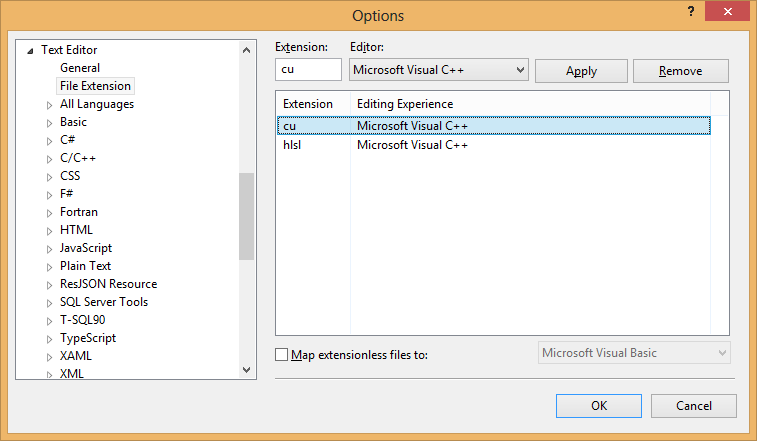 Options
?
Text Editor
General
File Extension
All Languages
Basic
C#
C/C++
CSS
F#
Fortran
HTML
JavaScript
Plain Text
ResJSON Resource
SQL Server Tools
T-SQL90
TypeScript
XAML
XML
Extension: Editor:
cu Microsoft Visual C++ Apply Remove
Extension Editing Experience
cu Microsoft Visual C++
hlsl Microsoft Visual C++
Map extensionless files to: Microsoft Visual Basic
OK Cancel